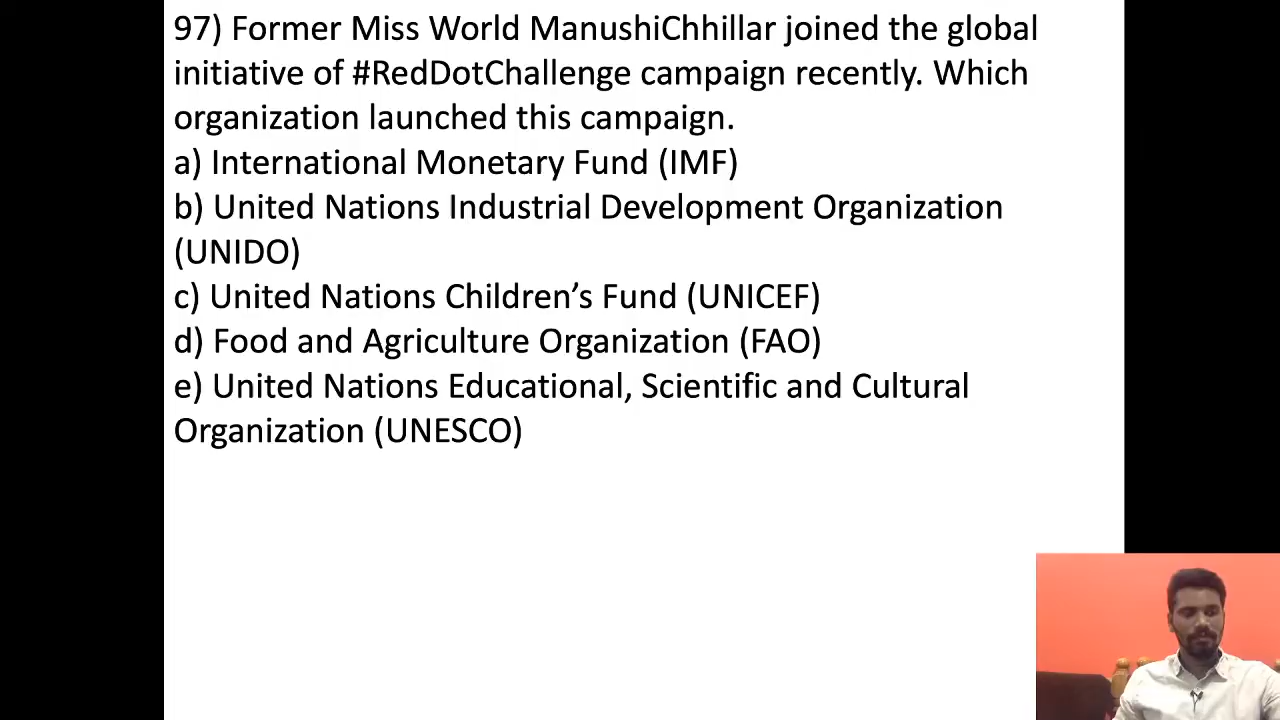 97) Former Miss World ManushiChhillar joined the global
initiative of #RedDotChallenge campaign recently. Which
organization launched this campaign.
a) International Monetary Fund (IMF)
b) United Nations Industrial Development Organization
(UNIDO)
c) United Nations Children’s Fund (UNICEF)
d) Food and Agriculture Organization (FAO)
e) United Nations Educational, Scientific and Cultural
Organization (UNESCO)